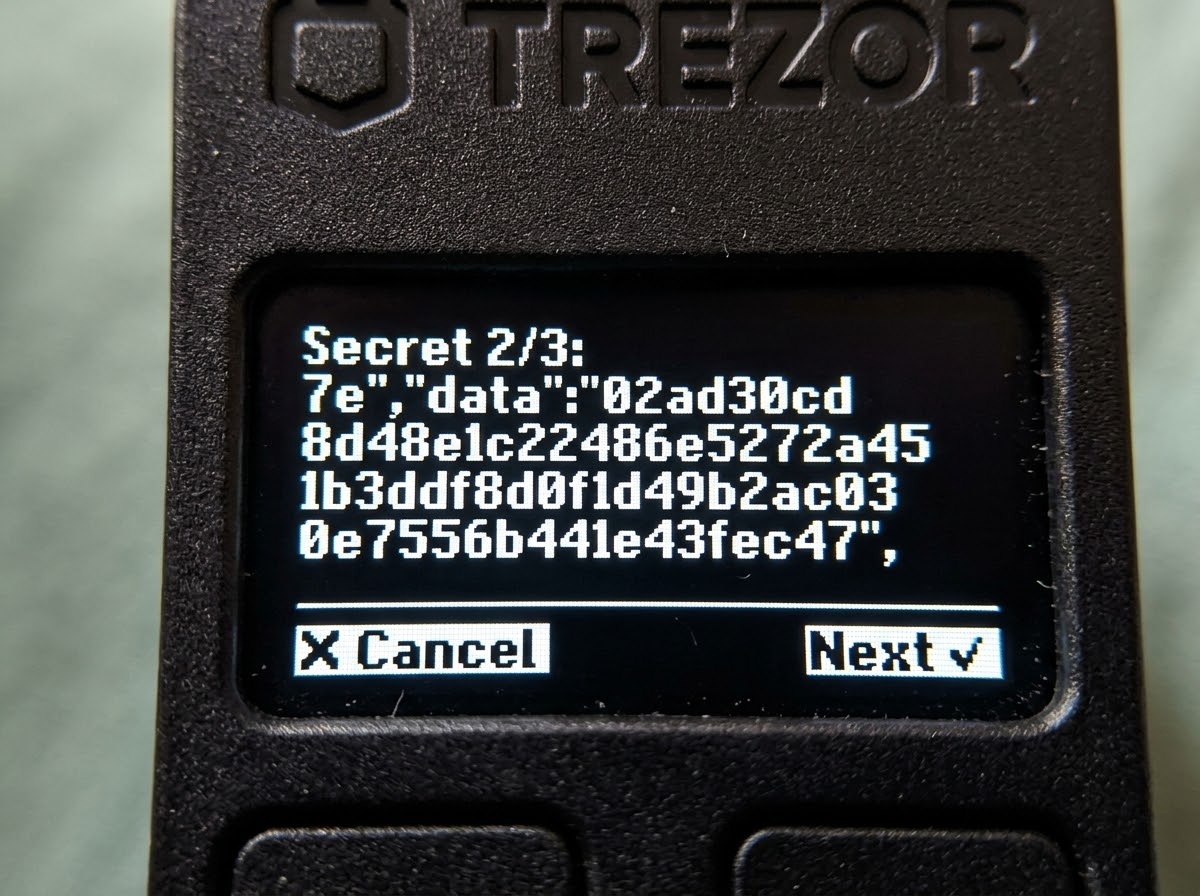 TREZOR
Secret 2/3:
7e","data":"02ad30cd
8d48e1c22486e5272a45
1b3ddf8d0f1d49b2ac03
0e7556b441e43fec47",
X Cancel
Next ✓